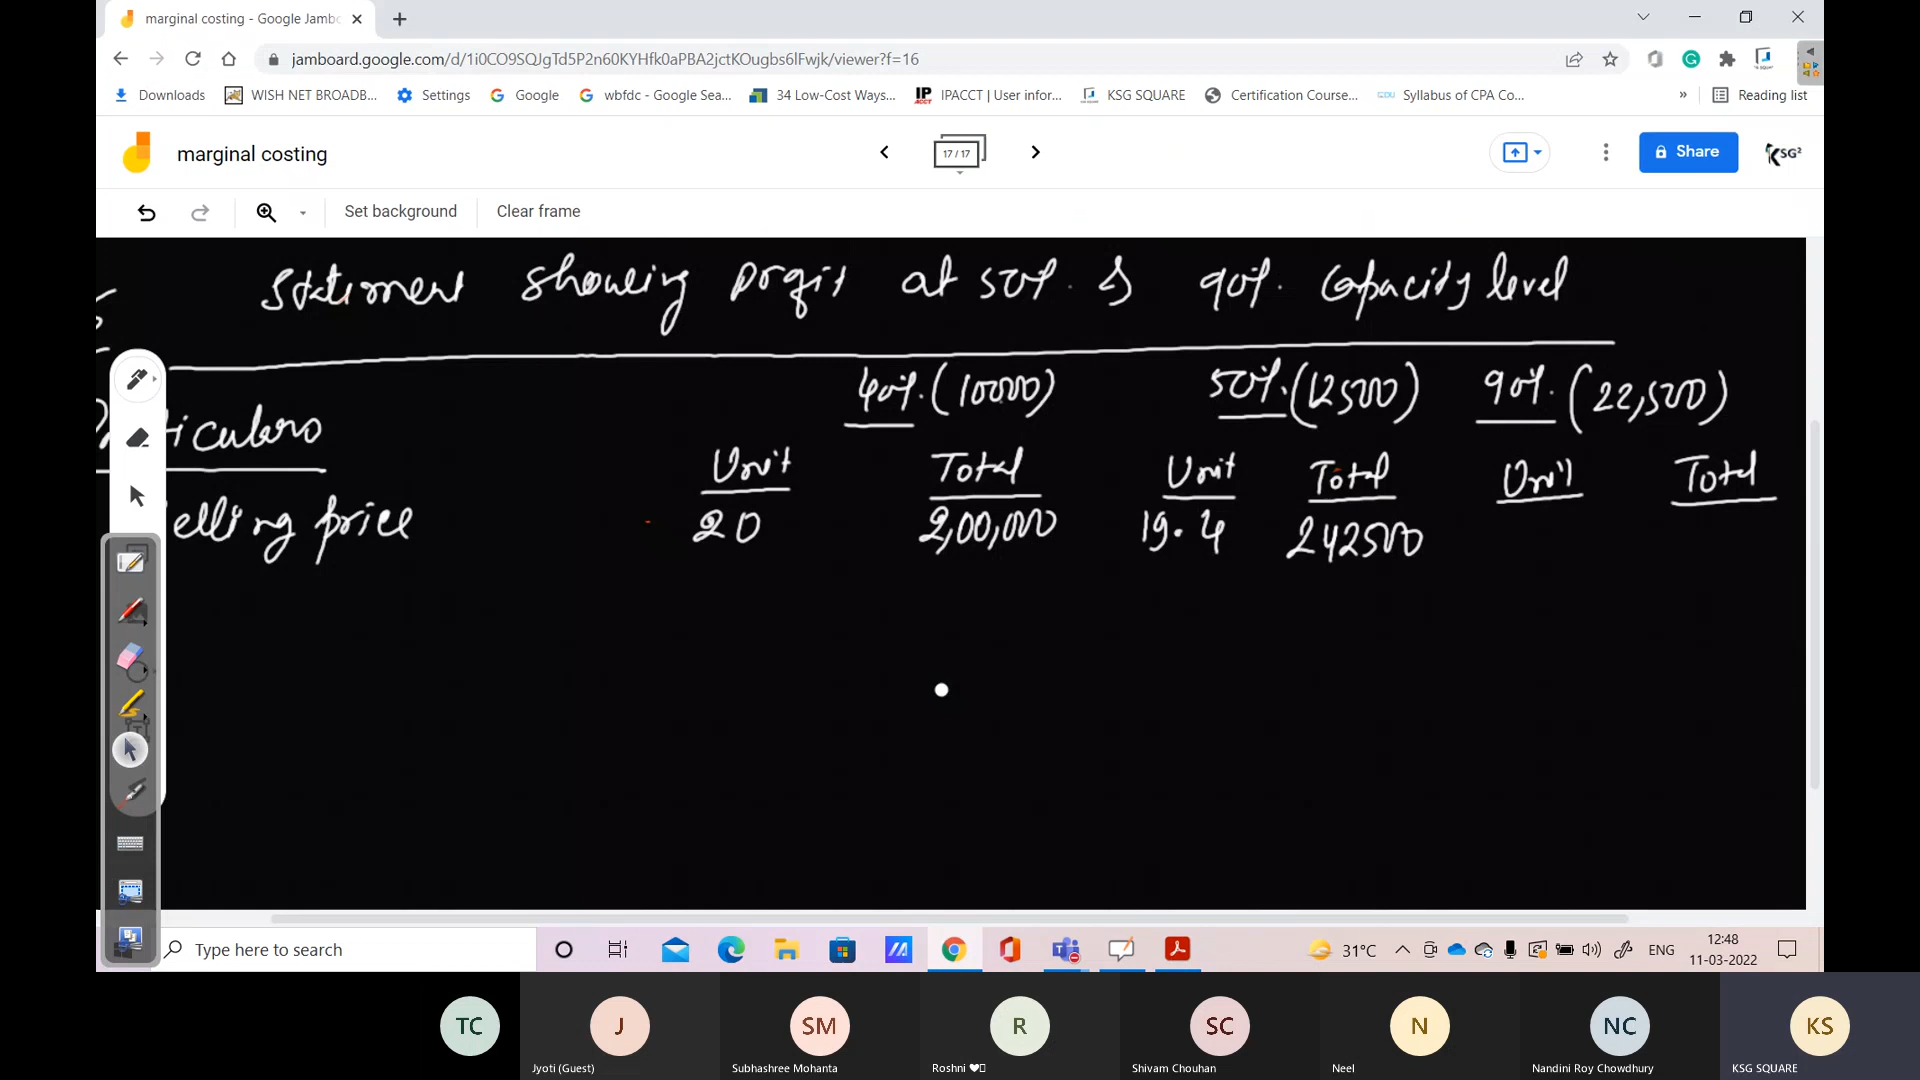 marginal costing - Google Jambo
jamboard.google.com/d/1i0CO9SQJgTd5P2n60KYHfk0aPBA2jctKOugbs6lFwjk/viewer?f=16
Downloads WISH NET BROADB... Settings Google wbfdc - Google Sea... 34 Low-Cost Ways... IPACCT | User infor... KSG SQUARE Certification Course... Syllabus of CPA Co... » Reading list
marginal costing 17 / 17 Share KSG²
Set background Clear frame
Statement showing profit at 50%. & 90%. capacity level
40%. (10000) 50%. (12500) 90%. (22,500)
iculars
Unit Total Unit Total Unit Total
elling price 20 2,00,000 19.4 242500
Type here to search 31°C ENG 12:48
11-03-2022
TC J SM R SC N NC KS
Jyoti (Guest) Subhashree Mohanta Roshni ❤ Shivam Chouhan Neel Nandini Roy Chowdhury KSG SQUARE